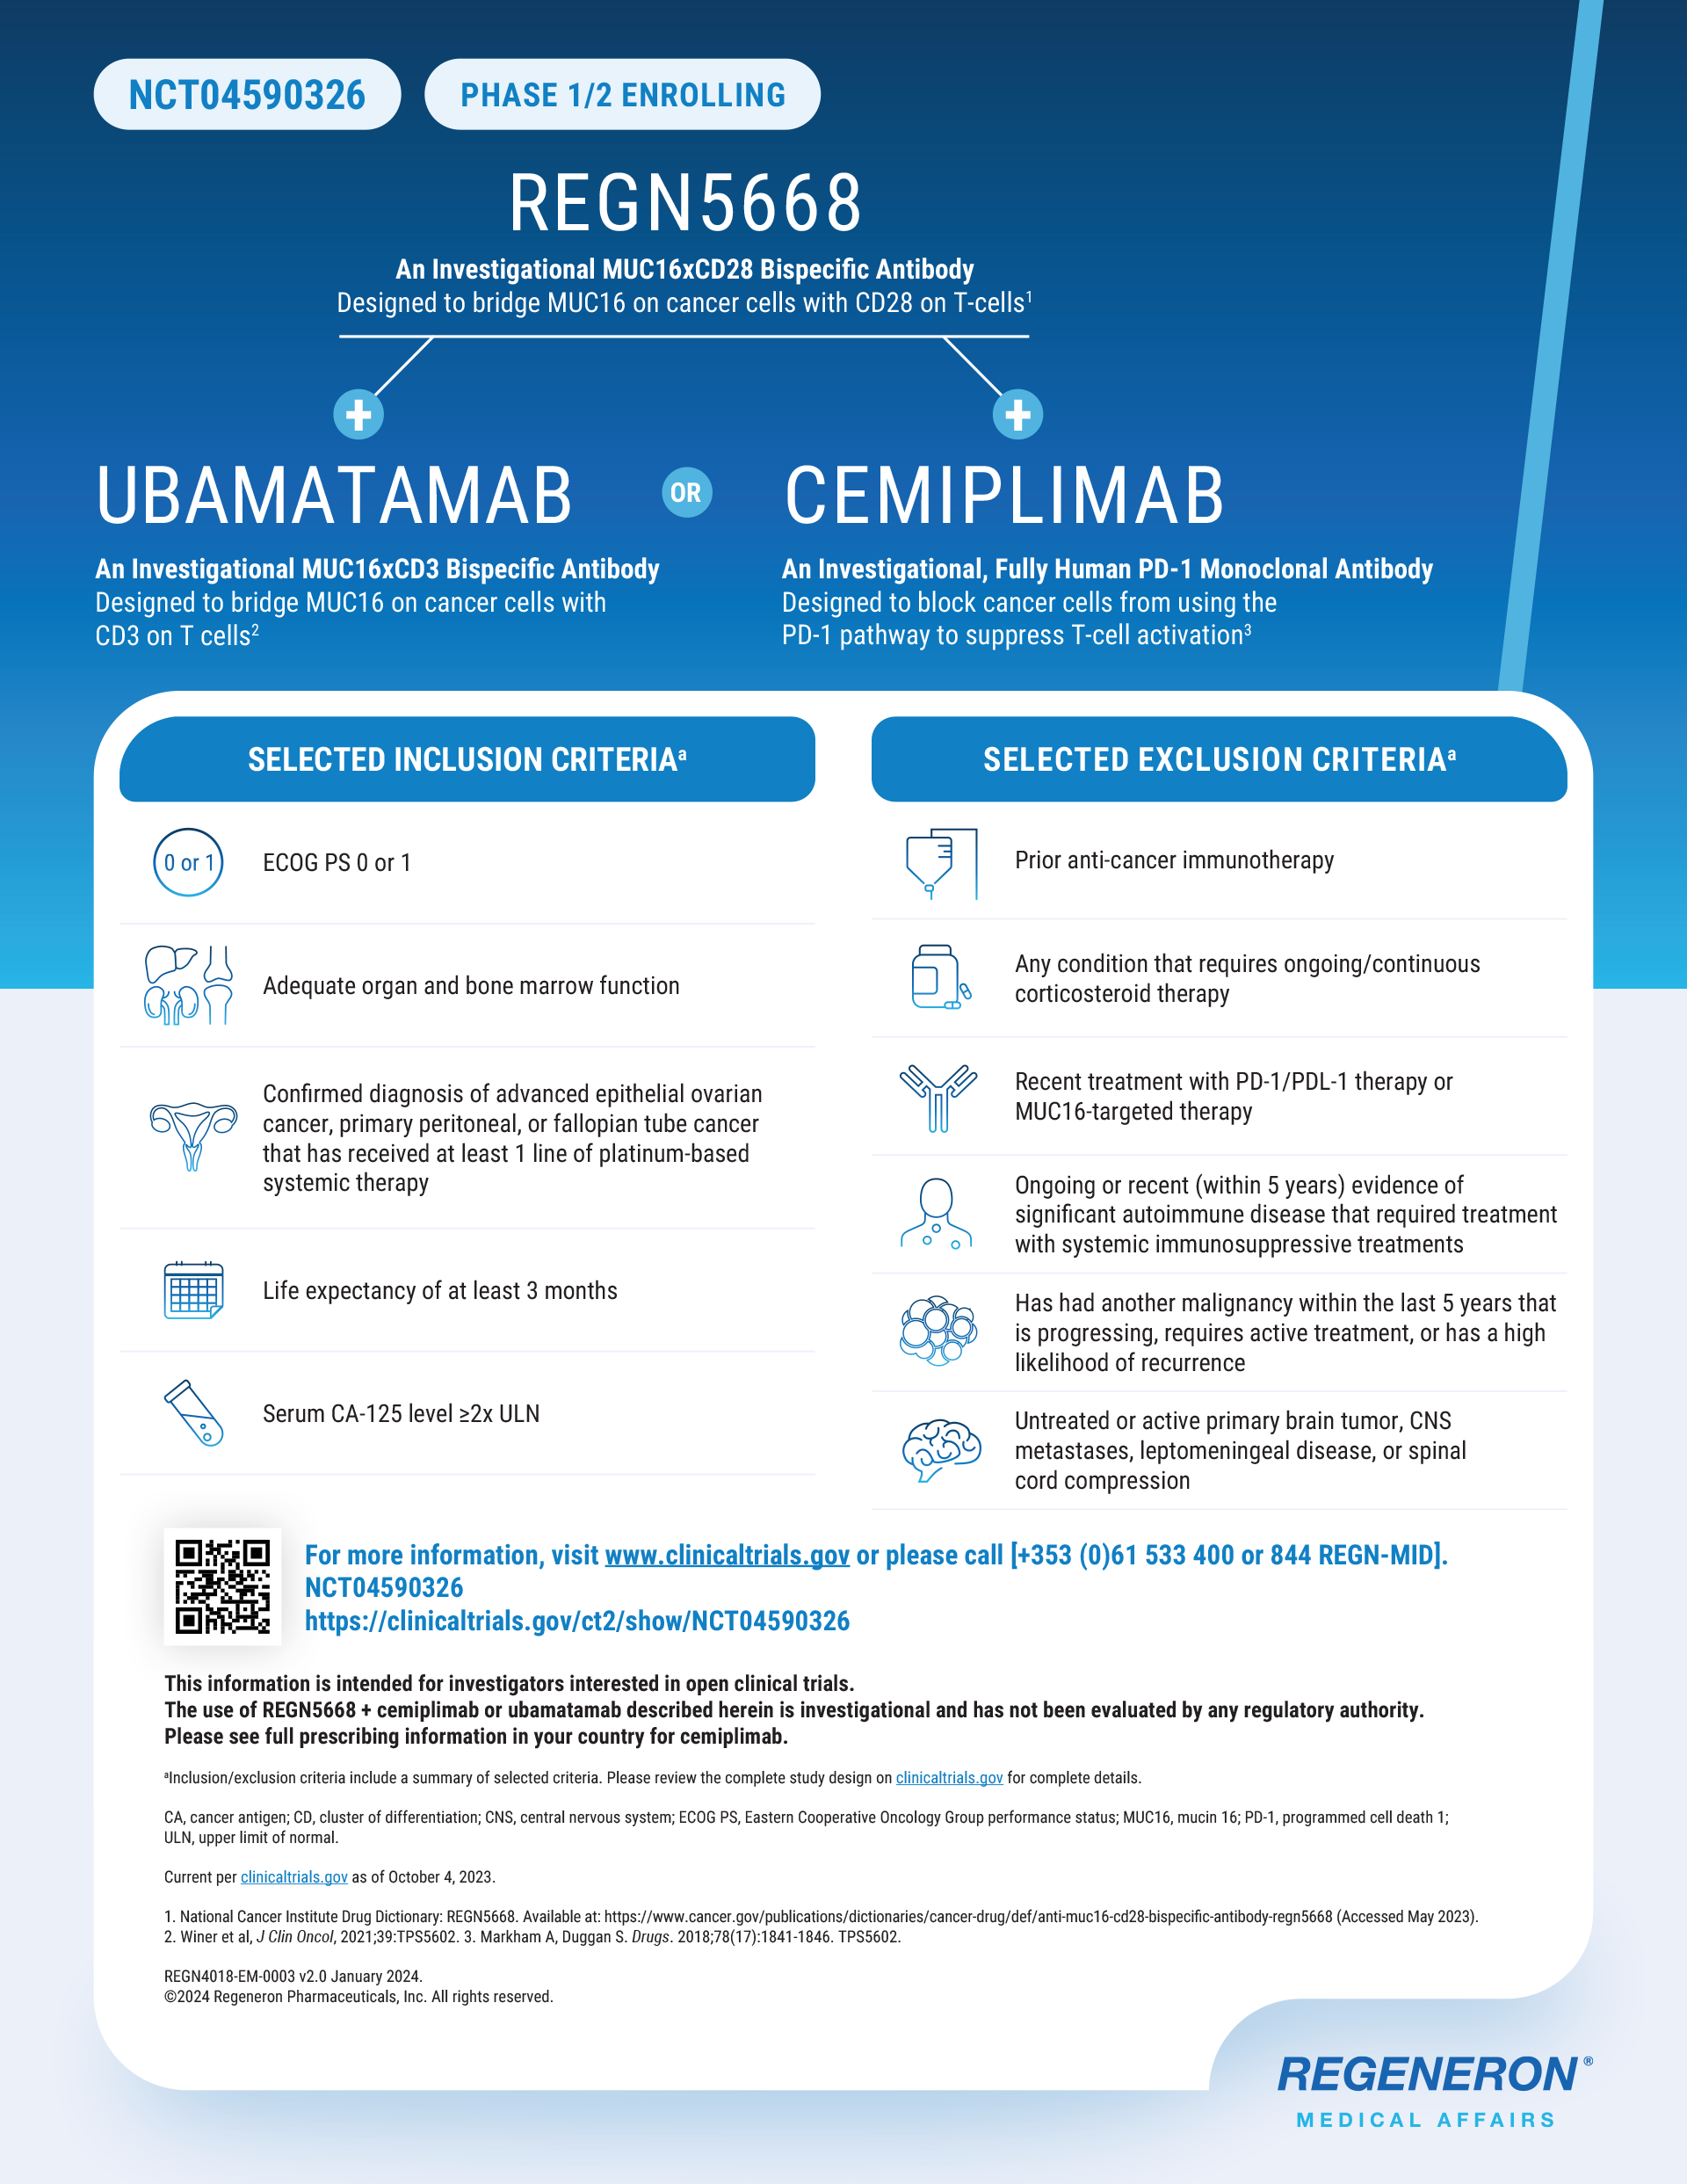 NCT04590326
PHASE 1/2 ENROLLING
REGN5668
An Investigational MUC16xCD28 Bispecific Antibody
Designed to bridge MUC16 on cancer cells with CD28 on T-cells1
UBAMATAMAB
OR
CEMIPLIMAB
An Investigational MUC16xCD3 Bispecific Antibody
Designed to bridge MUC16 on cancer cells with
CD3 on T cells2
An Investigational, Fully Human PD-1 Monoclonal Antibody
Designed to block cancer cells from using the
PD-1 pathway to suppress T-cell activation3
SELECTED INCLUSION CRITERIAa
0 or 1
ECOG PS 0 or 1
Adequate organ and bone marrow function
Confirmed diagnosis of advanced epithelial ovarian
cancer, primary peritoneal, or fallopian tube cancer
that has received at least 1 line of platinum-based
systemic therapy
Life expectancy of at least 3 months
Serum CA-125 level ≥2x ULN
SELECTED EXCLUSION CRITERIAa
Prior anti-cancer immunotherapy
Any condition that requires ongoing/continuous
corticosteroid therapy
Recent treatment with PD-1/PDL-1 therapy or
MUC16-targeted therapy
Ongoing or recent (within 5 years) evidence of
significant autoimmune disease that required treatment
with systemic immunosuppressive treatments
Has had another malignancy within the last 5 years that
is progressing, requires active treatment, or has a high
likelihood of recurrence
Untreated or active primary brain tumor, CNS
metastases, leptomeningeal disease, or spinal
cord compression
For more information, visit www.clinicaltrials.gov or please call [+353 (0)61 533 400 or 844 REGN-MID].
NCT04590326
https://clinicaltrials.gov/ct2/show/NCT04590326
This information is intended for investigators interested in open clinical trials.
The use of REGN5668 + cemiplimab or ubamatamab described herein is investigational and has not been evaluated by any regulatory authority.
Please see full prescribing information in your country for cemiplimab.
aInclusion/exclusion criteria include a summary of selected criteria. Please review the complete study design on clinicaltrials.gov for complete details.
CA, cancer antigen; CD, cluster of differentiation; CNS, central nervous system; ECOG PS, Eastern Cooperative Oncology Group performance status; MUC16, mucin 16; PD-1, programmed cell death 1;
ULN, upper limit of normal.
Current per clinicaltrials.gov as of October 4, 2023.
1. National Cancer Institute Drug Dictionary: REGN5668. Available at: https://www.cancer.gov/publications/dictionaries/cancer-drug/def/anti-muc16-cd28-bispecific-antibody-regn5668 (Accessed May 2023).
2. Winer et al, J Clin Oncol, 2021;39:TPS5602. 3. Markham A, Duggan S. Drugs. 2018;78(17):1841-1846. TPS5602.
REGN4018-EM-0003 v2.0 January 2024.
©2024 Regeneron Pharmaceuticals, Inc. All rights reserved.
REGENERON®
MEDICAL AFFAIRS